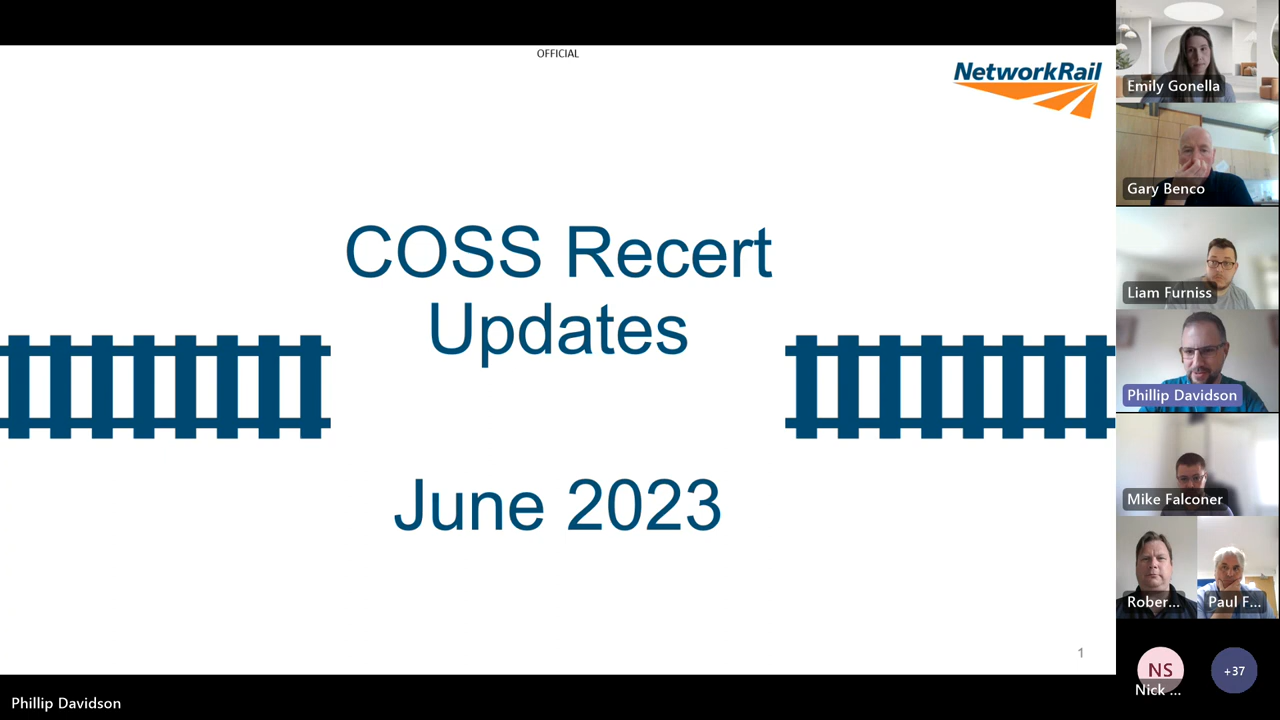 OFFICIAL
NetworkRail
COSS Recert
Updates
June 2023
1
Phillip Davidson
Emily Gonella
Gary Benco
Liam Furniss
Phillip Davidson
Mike Falconer
Rober...
Paul F...
NS
Nick ...
+37